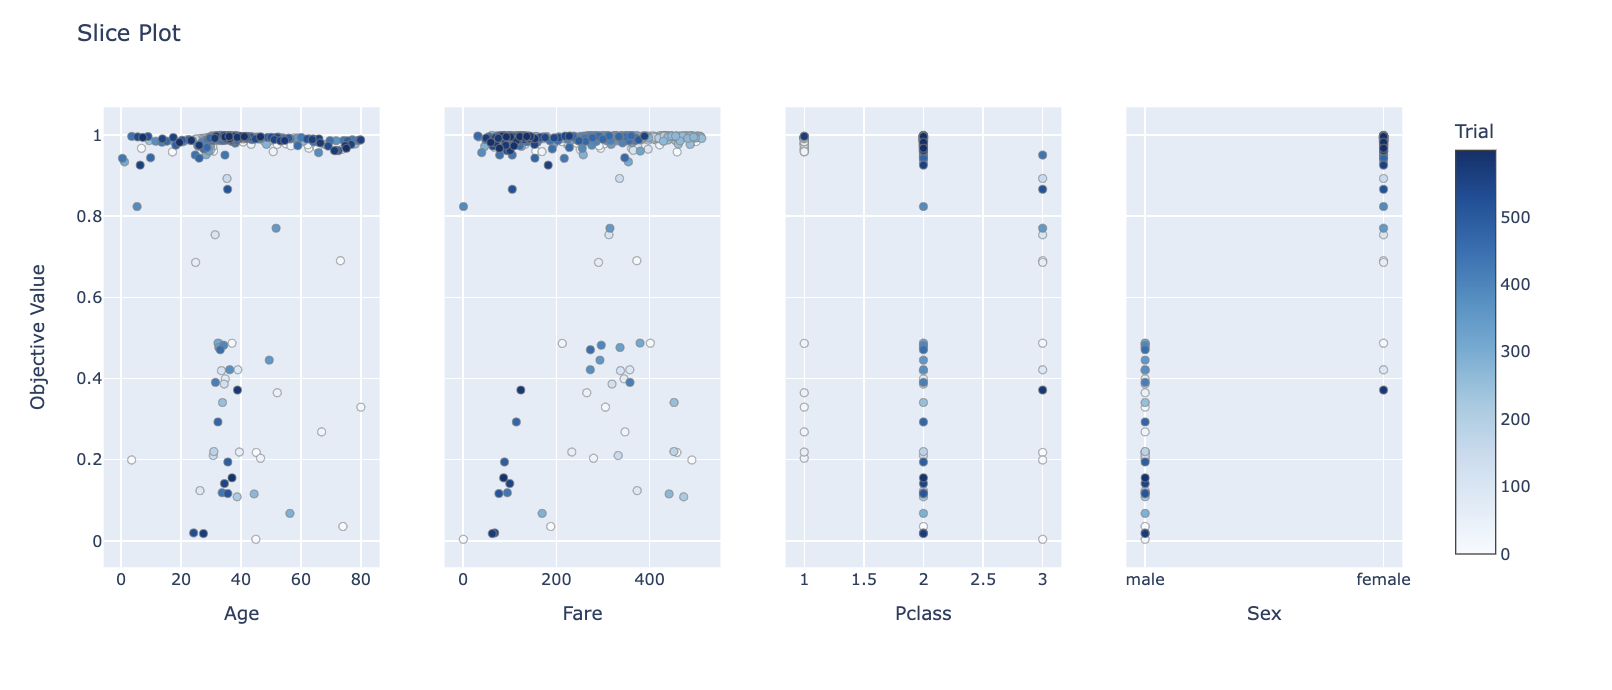 Slice Plot
Objective Value
1
0.8
0.6
0.4
0.2
0
0 20 40 60 80
Age
0 200 400
Fare
1 1.5 2 2.5 3
Pclass
male female
Sex
Trial
500
400
300
200
100
0